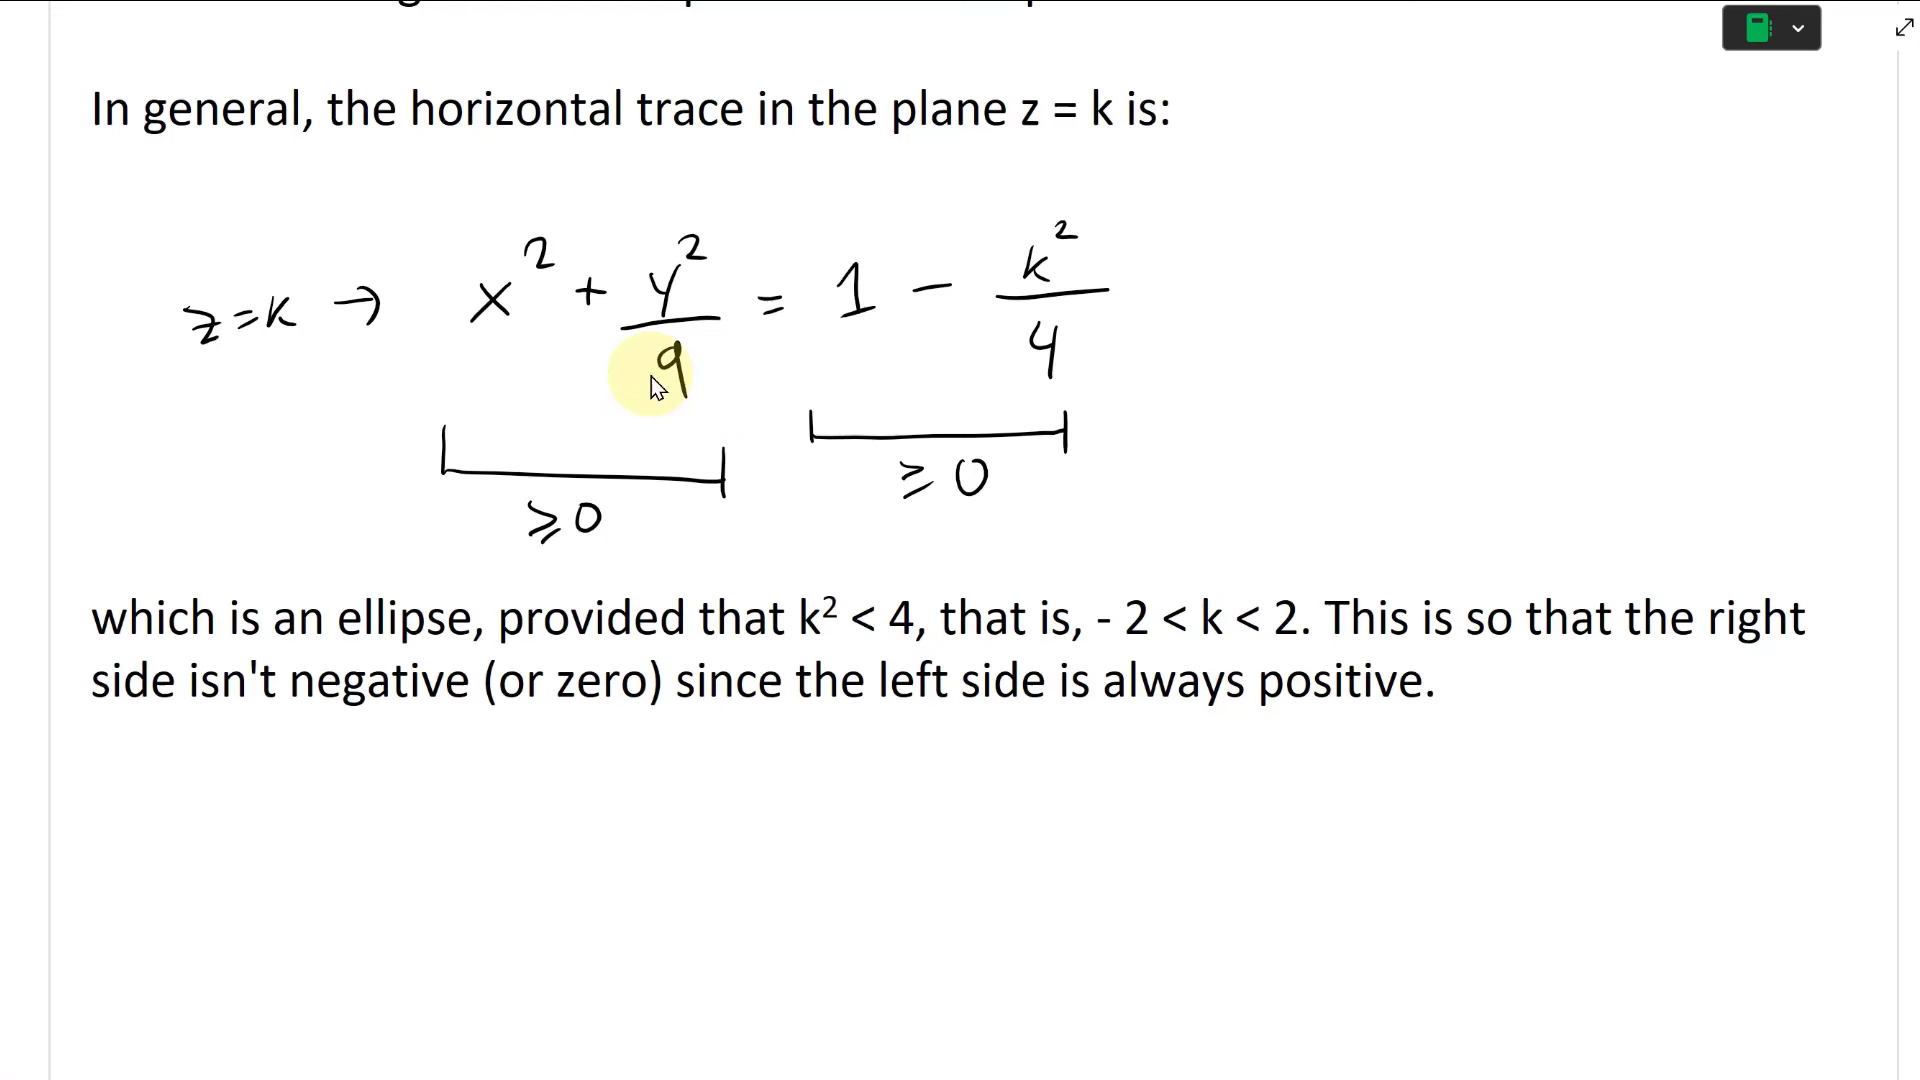 In general, the horizontal trace in the plane z = k is:
z=k → x² + y²/9 = 1 - k²/4
≥0 ≥0
which is an ellipse, provided that k² < 4, that is, - 2 < k < 2. This is so that the right
side isn't negative (or zero) since the left side is always positive.